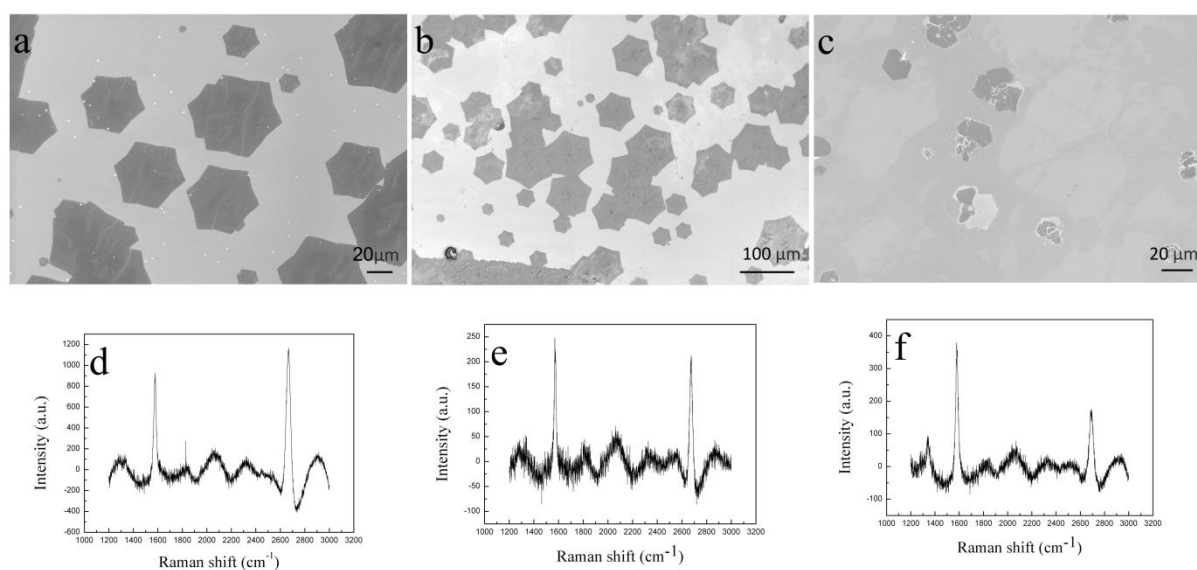 a
b
c
20μm
100 μm
20 μm
d
1200
1000
800
600
400
200
0
-200
-400
-600
1000 1200 1400 1600 1800 2000 2200 2400 2600 2800 3000 3200
Intensity (a.u.)
Raman shift (cm-1)
e
250
200
150
100
50
0
-50
-100
1000 1200 1400 1600 1800 2000 2200 2400 2600 2800 3000 3200
Intensity (a.u.)
Raman shift (cm-1)
f
400
300
200
100
0
-100
1000 1200 1400 1600 1800 2000 2200 2400 2600 2800 3000 3200
Intensity (a.u.)
Raman shift (cm-1)